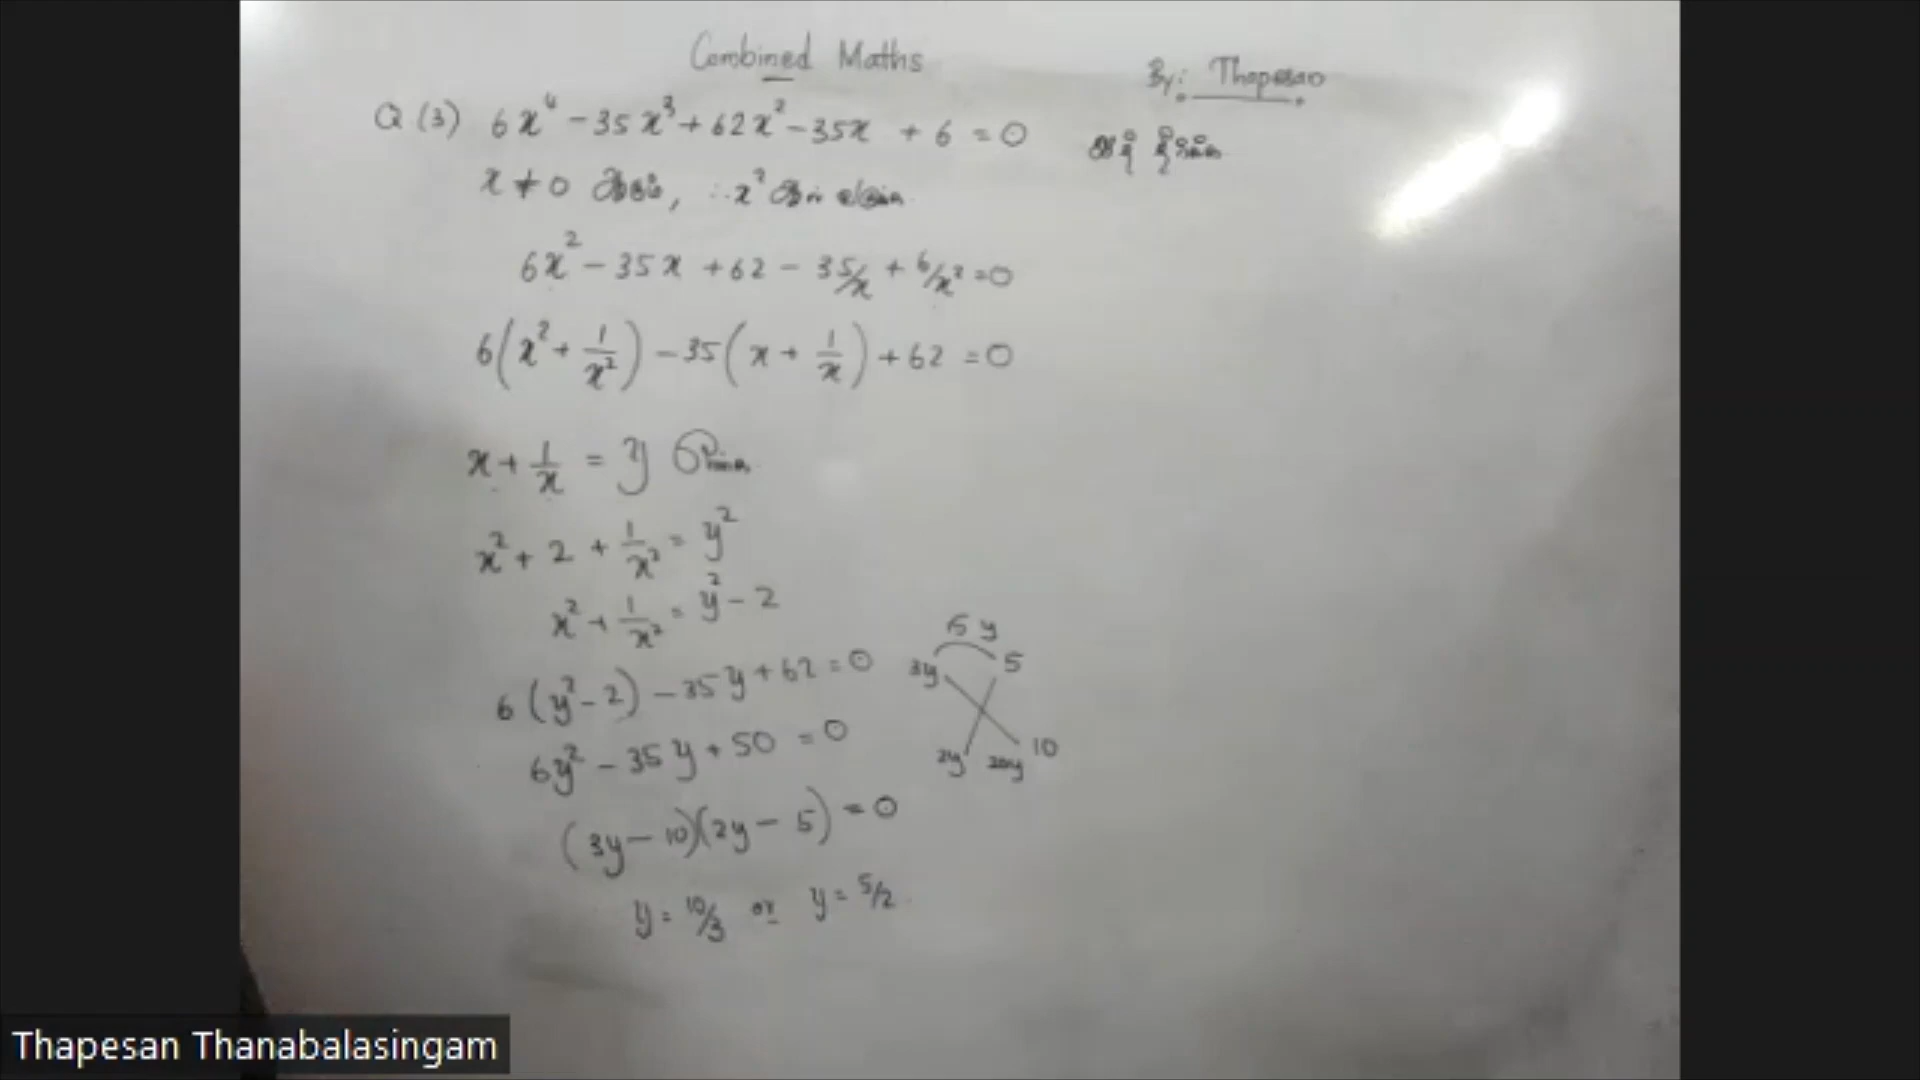 Combined Maths
By: Thapesan
Q (3) 6x⁴ - 35x³ + 62x² - 35x + 6 = 0
x ≠ 0 , ∴ x²
6x² - 35x + 62 - 35/x + 6/x² = 0
6(x² + 1/x²) - 35(x + 1/x) + 62 = 0
x + 1/x = y
x² + 2 + 1/x² = y²
x² + 1/x² = y² - 2
6(y² - 2) - 35y + 62 = 0
6y² - 35y + 50 = 0
(3y - 10)(2y - 5) = 0
y = 10/3 or y = 5/2
y
3y 5
2y 20y 10
Thapesan Thanabalasingam